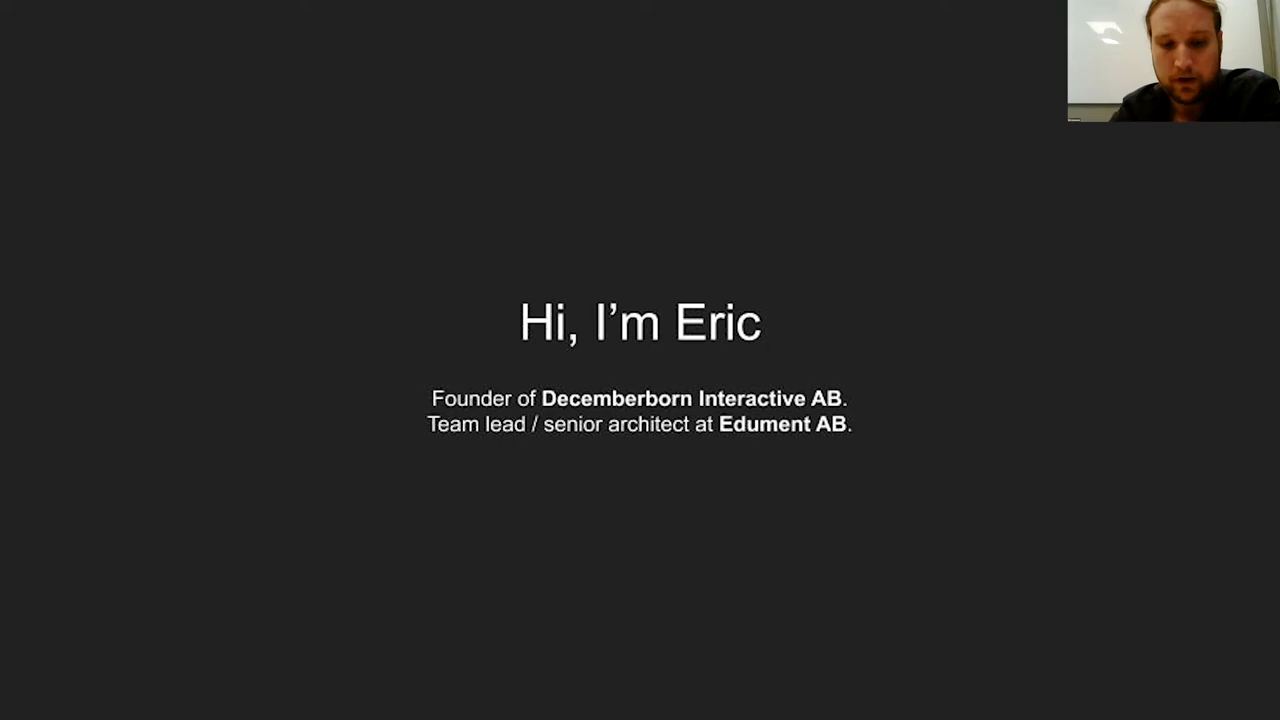 Hi, I’m Eric
Founder of Decemberborn Interactive AB.
Team lead / senior architect at Edument AB.